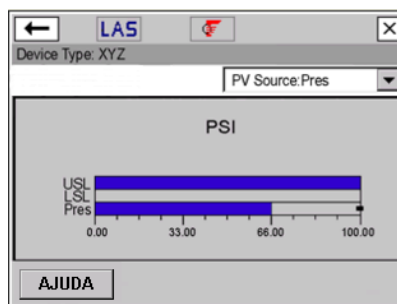 LAS
Device Type: XYZ
PV Source:Pres
PSI
USL
LSL
Pres
0.00 33.00 66.00 100.00
AJUDA